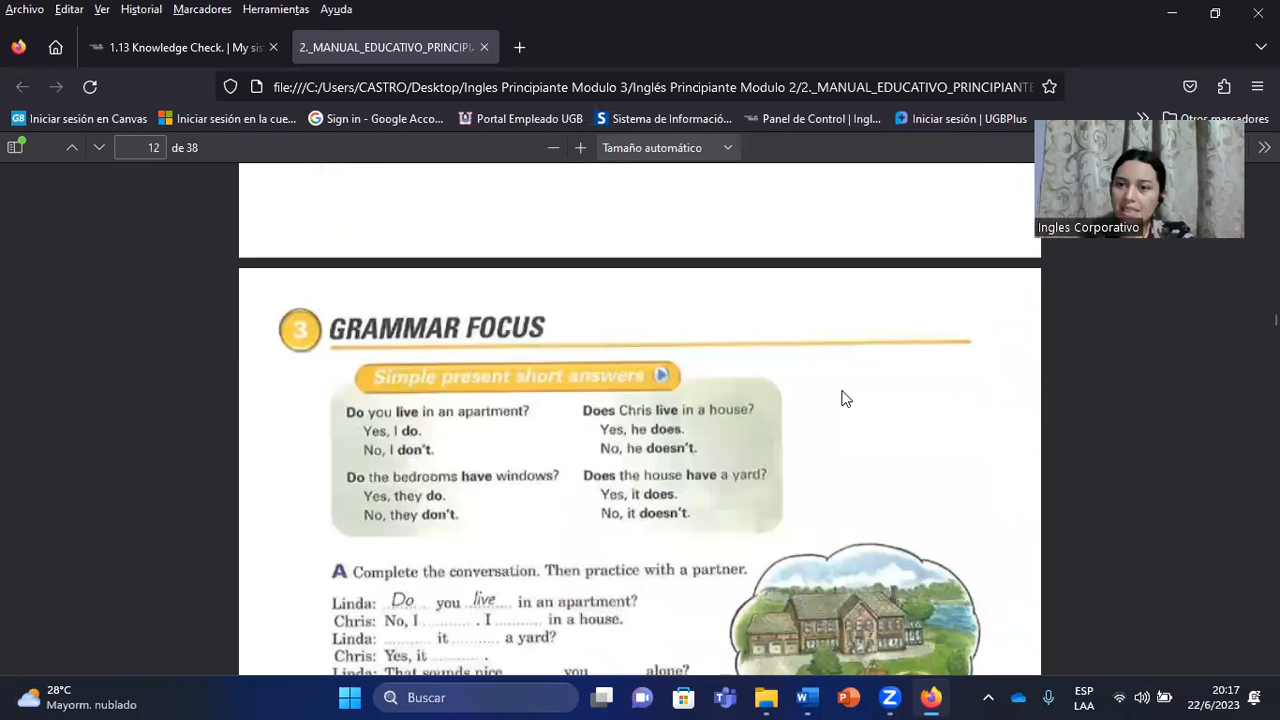 Archivo Editar Ver Historial Marcadores Herramientas Ayuda
1.13 Knowledge Check. | My sis
2._MANUAL_EDUCATIVO_PRINCIPI
file:///C:/Users/CASTRO/Desktop/Ingles Principiante Modulo 3/Inglés Principiante Modulo 2/2._MANUAL_EDUCATIVO_PRINCIPIANTE
GB Iniciar sesión en Canvas
Iniciar sesión en la cue...
Sign in - Google Acco...
Portal Empleado UGB
S Sistema de Informació...
Panel de Control | Ingl...
Iniciar sesión | UGBPlus
Otros marcadores
12 de 38
Tamaño automático
Ingles Corporativo
3 GRAMMAR FOCUS
Simple present short answers
Do you live in an apartment?
Yes, I do.
No, I don't.
Do the bedrooms have windows?
Yes, they do.
No, they don't.
Does Chris live in a house?
Yes, he does.
No, he doesn't.
Does the house have a yard?
Yes, it does.
No, it doesn't.
A Complete the conversation. Then practice with a partner.
Linda: Do you live in an apartment?
Chris: No, I ......... . I .......... in a house.
Linda: .......... it .......... a yard?
Chris: Yes, it .......... .
Linda: That sounds nice. you alone?
28°C
Mayorm. nublado
Buscar
ESP
LAA
20:17
22/6/2023